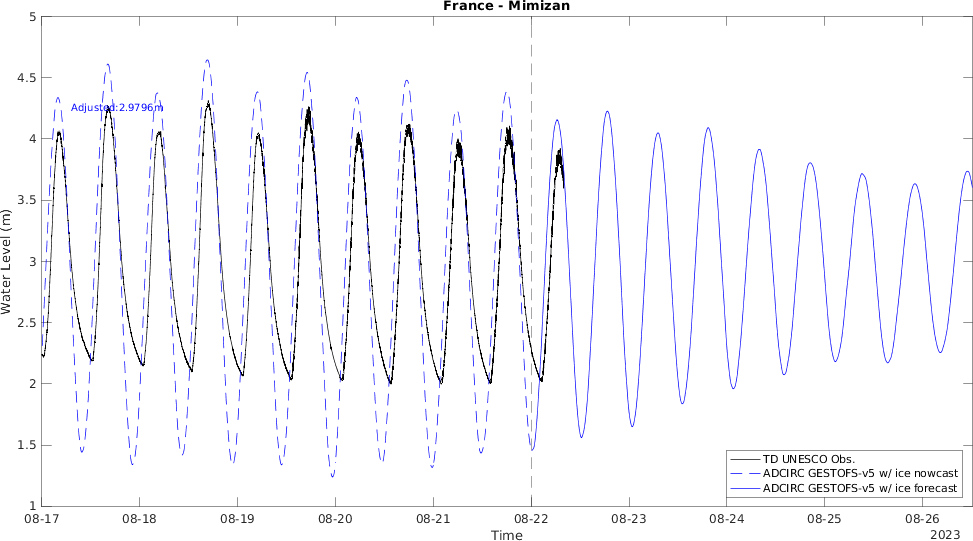 France - Mimizan
5
4.5
4
3.5
3
2.5
2
1.5
1
Water Level (m)
Adjusted:2.9796m
TD UNESCO Obs.
ADCIRC GESTOFS-v5 w/ ice nowcast
ADCIRC GESTOFS-v5 w/ ice forecast
08-17 08-18 08-19 08-20 08-21 08-22 08-23 08-24 08-25 08-26
Time
2023